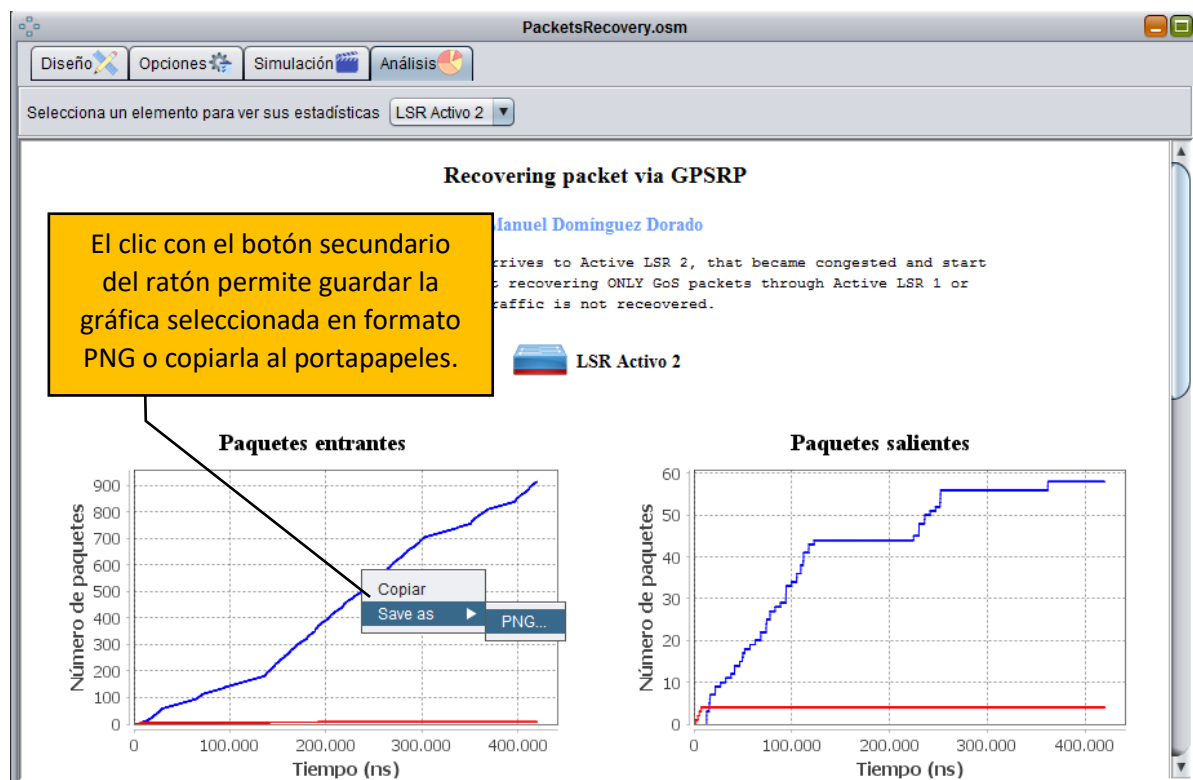 PacketsRecovery.osm
Diseño
Opciones
Simulación
Análisis
Selecciona un elemento para ver sus estadísticas
LSR Activo 2
Recovering packet via GPSRP
Manuel Domínguez Dorado
rrives to Active LSR 2, that became congested and start
t recovering ONLY GoS packets through Active LSR 1 or
raffic is not receovered.
El clic con el botón secundario
del ratón permite guardar la
gráfica seleccionada en formato
PNG o copiarla al portapapeles.
LSR Activo 2
Paquetes entrantes
Número de paquetes
900
800
700
600
500
400
300
200
100
0
0
100.000
200.000
300.000
400.000
Tiempo (ns)
Copiar
Save as
PNG...
Paquetes salientes
Número de paquetes
60
50
40
30
20
10
0
0
100.000
200.000
300.000
400.000
Tiempo (ns)